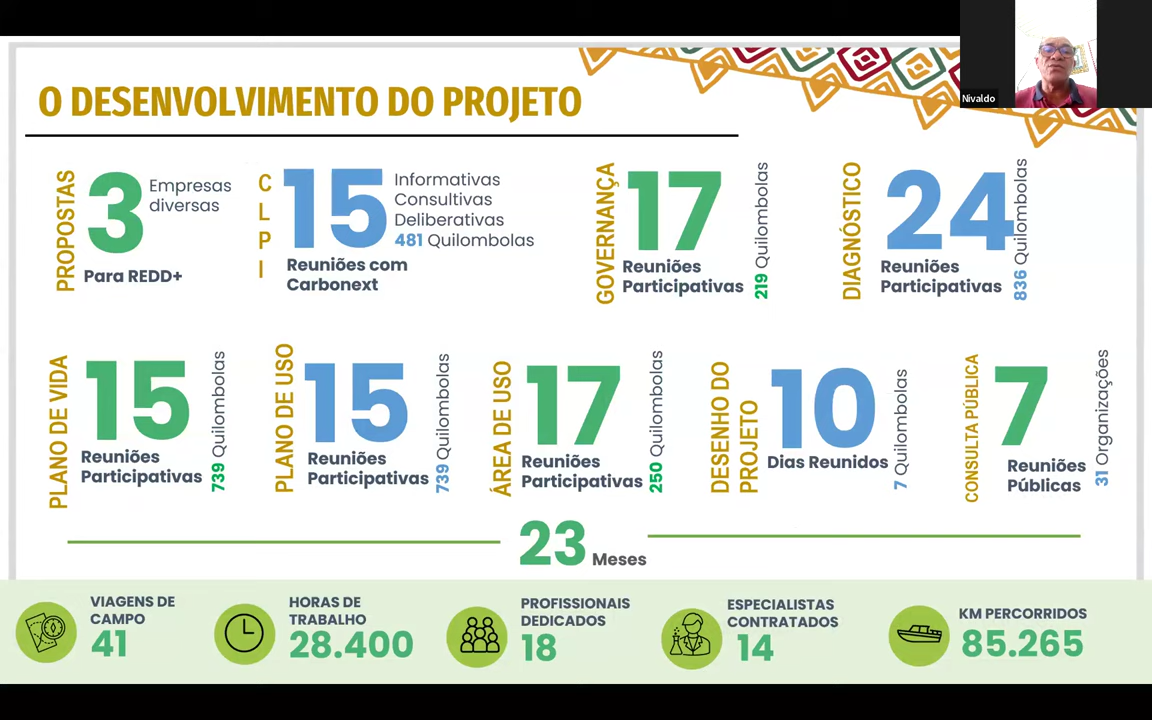 Nivaldo
O DESENVOLVIMENTO DO PROJETO
PROPOSTAS
3
Empresas
diversas
Para REDD+
C
L
P
I
15
Informativas
Consultivas
Deliberativas
481 Quilombolas
Reuniões com
Carbonext
GOVERNANÇA
17
Reuniões
Participativas
219 Quilombolas
DIAGNÓSTICO
24
Reuniões
Participativas
836 Quilombolas
PLANO DE VIDA
15
Reuniões
Participativas
739 Quilombolas
PLANO DE USO
15
Reuniões
Participativas
739 Quilombolas
ÁREA DE USO
17
Reuniões
Participativas
250 Quilombolas
DESENHO DO
PROJETO
10
Dias Reunidos
7 Quilombolas
CONSULTA PÚBLICA
7
Reuniões
Públicas
31 Organizações
23 Meses
VIAGENS DE
CAMPO
41
HORAS DE
TRABALHO
28.400
PROFISSIONAIS
DEDICADOS
18
ESPECIALISTAS
CONTRATADOS
14
KM PERCORRIDOS
85.265